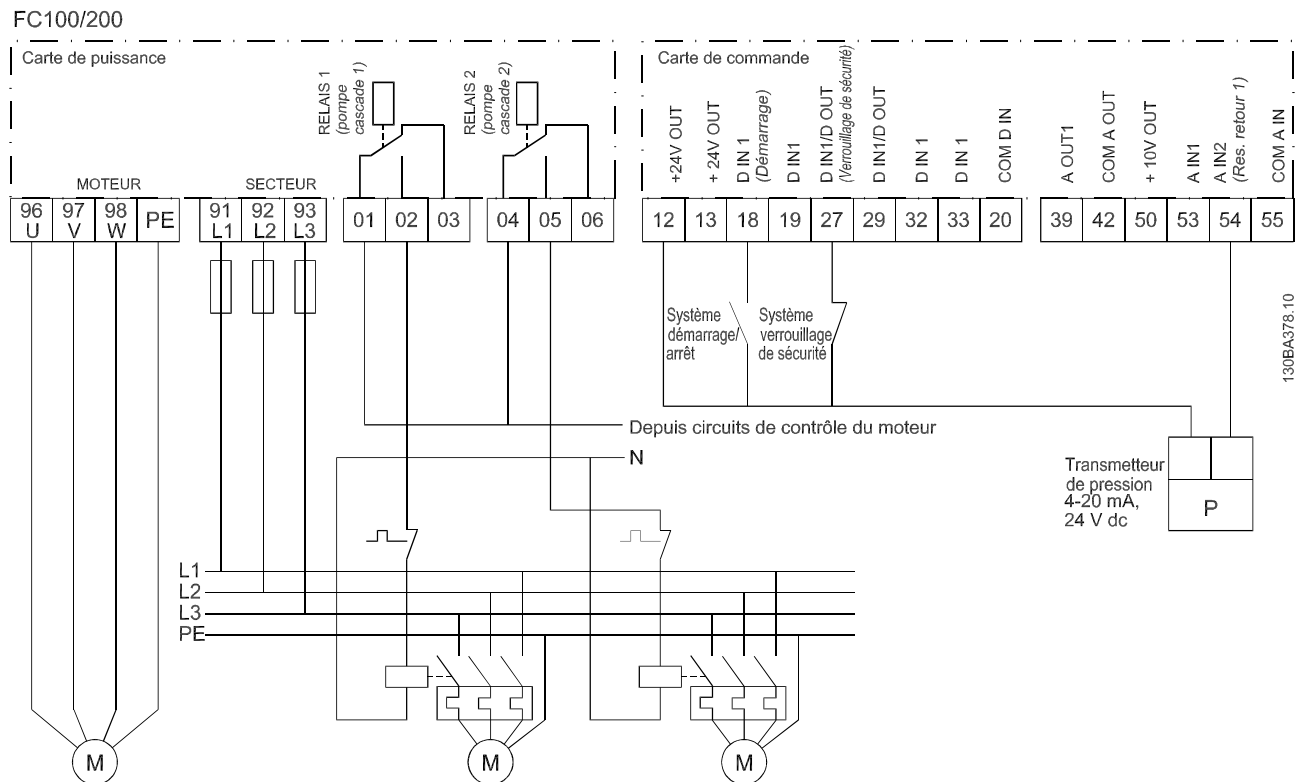 FC100/200
Carte de puissance
RELAIS 1
(pompe
cascade 1)
RELAIS 2
(pompe
cascade 2)
MOTEUR
SECTEUR
96 97 98 PE
U V W
91 92 93
L1 L2 L3
01 02 03
04 05 06
Carte de commande
+24V OUT
+ 24V OUT
D IN 1
(Démarrage)
D IN1
D IN1/D OUT
(Verrouillage de sécurité)
D IN1/D OUT
D IN 1
D IN 1
COM D IN
A OUT1
COM A OUT
+ 10V OUT
A IN1
A IN2
(Res. retour 1)
COM A IN
12 13 18 19 27 29 32 33 20
39 42 50 53 54 55
Système
démarrage/
arrêt
Système
verrouillage
de sécurité
130BA378.10
Depuis circuits de contrôle du moteur
N
Transmetteur
de pression
4-20 mA,
24 V dc
P
L1
L2
L3
PE
M
M
M